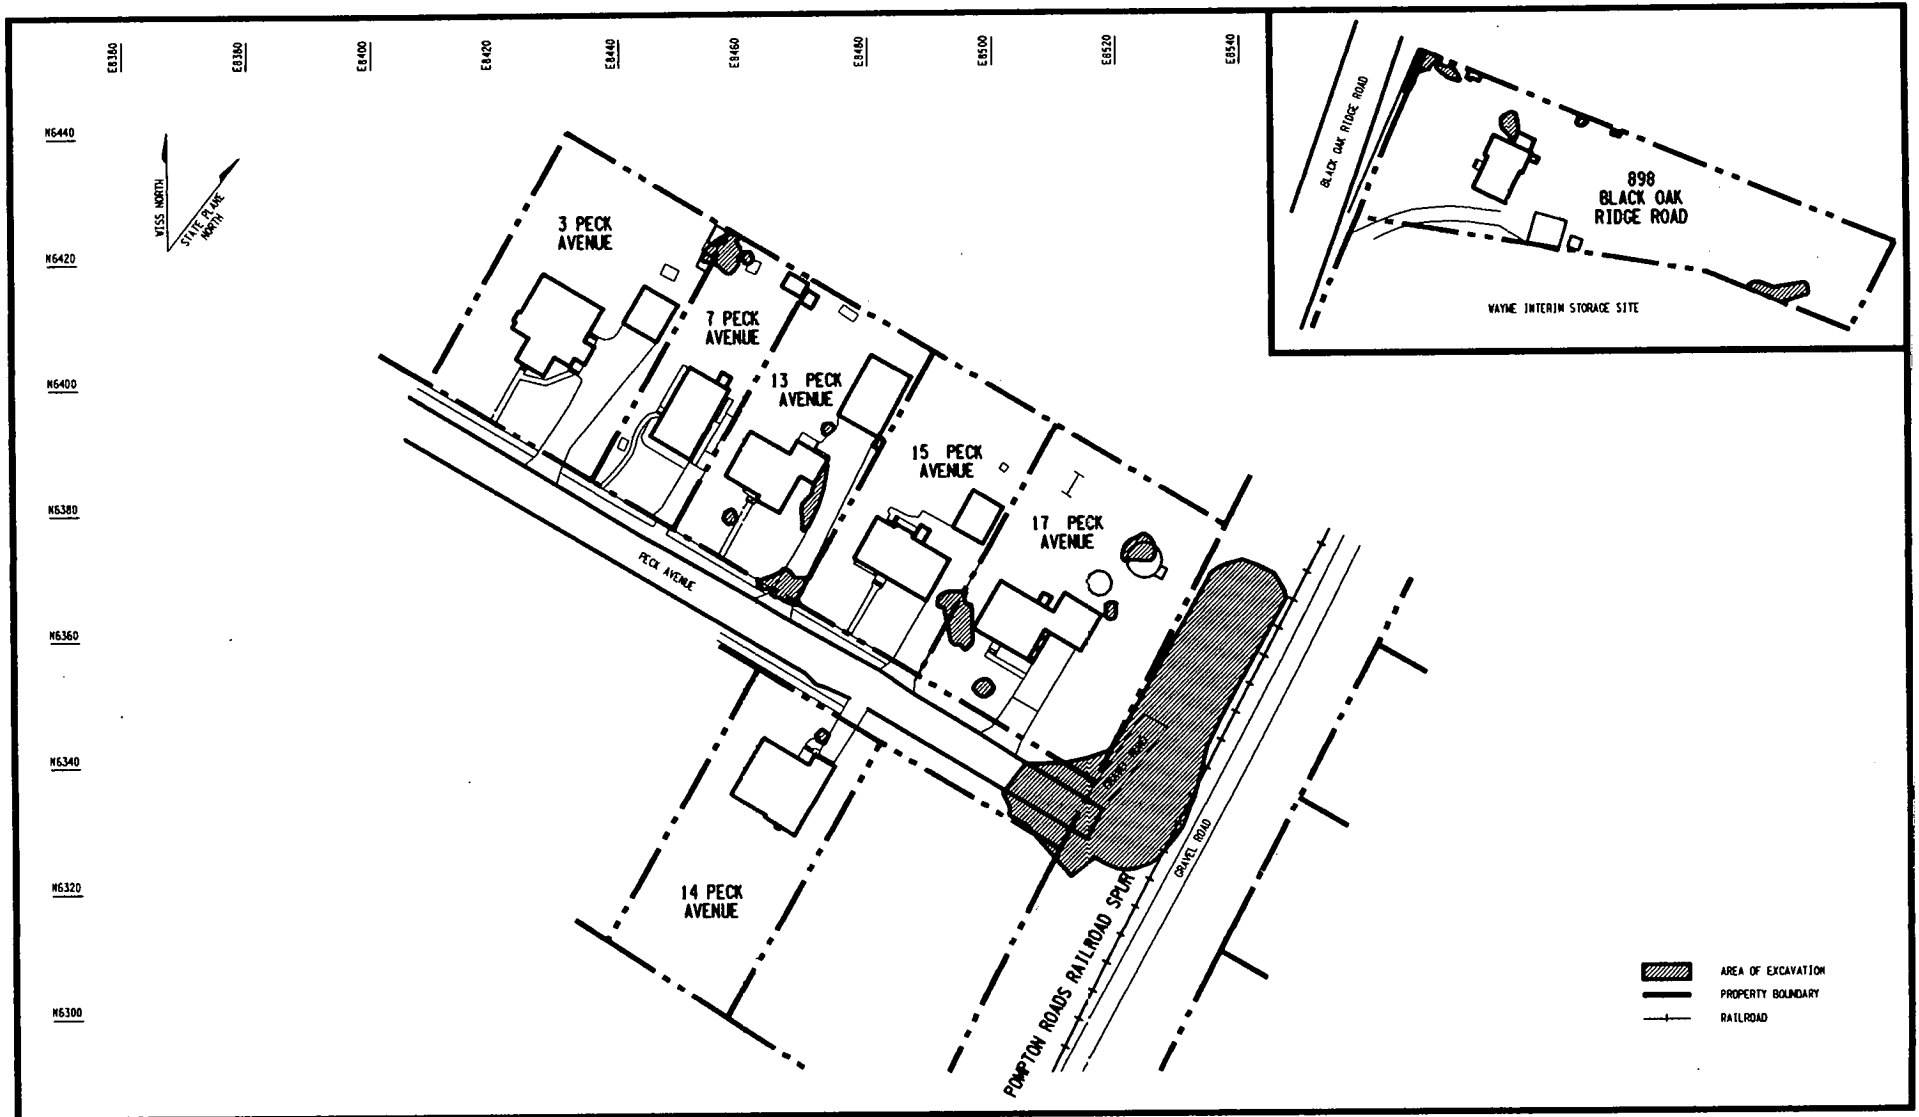 E8380
E8380
E8400
E8420
E8440
E8460
E8480
E8500
E8520
E8540
N6440
N6420
N6400
N6380
N6360
N6340
N6320
N6300
WISS NORTH
STATE PLANE
NORTH
3 PECK
AVENUE
7 PECK
AVENUE
13 PECK
AVENUE
15 PECK
AVENUE
17 PECK
AVENUE
PECK AVENUE
14 PECK
AVENUE
GRAVEL ROAD
GRAVEL ROAD
POMPTON ROADS RAILROAD SPUR
BLACK OAK RIDGE ROAD
898
BLACK OAK
RIDGE ROAD
WAYNE INTERIM STORAGE SITE
AREA OF EXCAVATION
PROPERTY BOUNDARY
RAILROAD